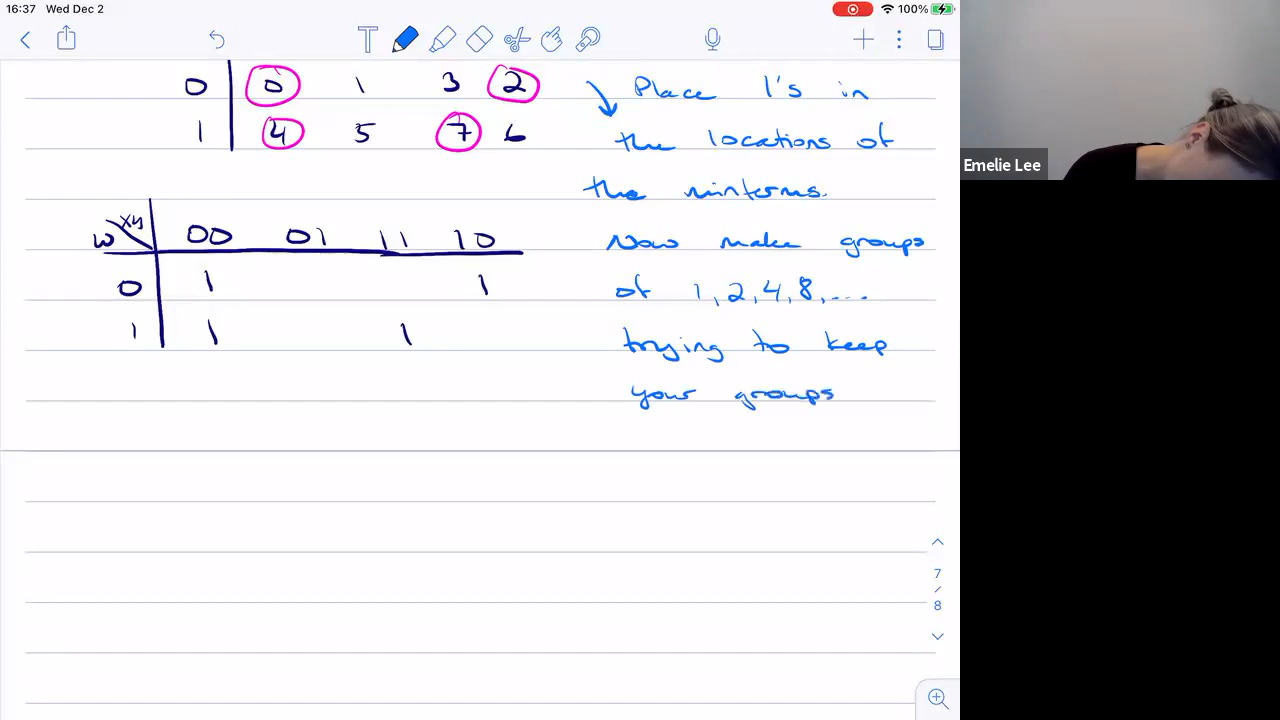 16:37 Wed Dec 2
100%
T
0 0 1 3 2
1 4 5 7 6
Place 1's in
the locations of
the minterms.
Now make groups
of 1, 2, 4, 8, ...
trying to keep
your groups
w xy 00 01 11 10
0 1 1
1 1 1
Emelie Lee
7
/
8